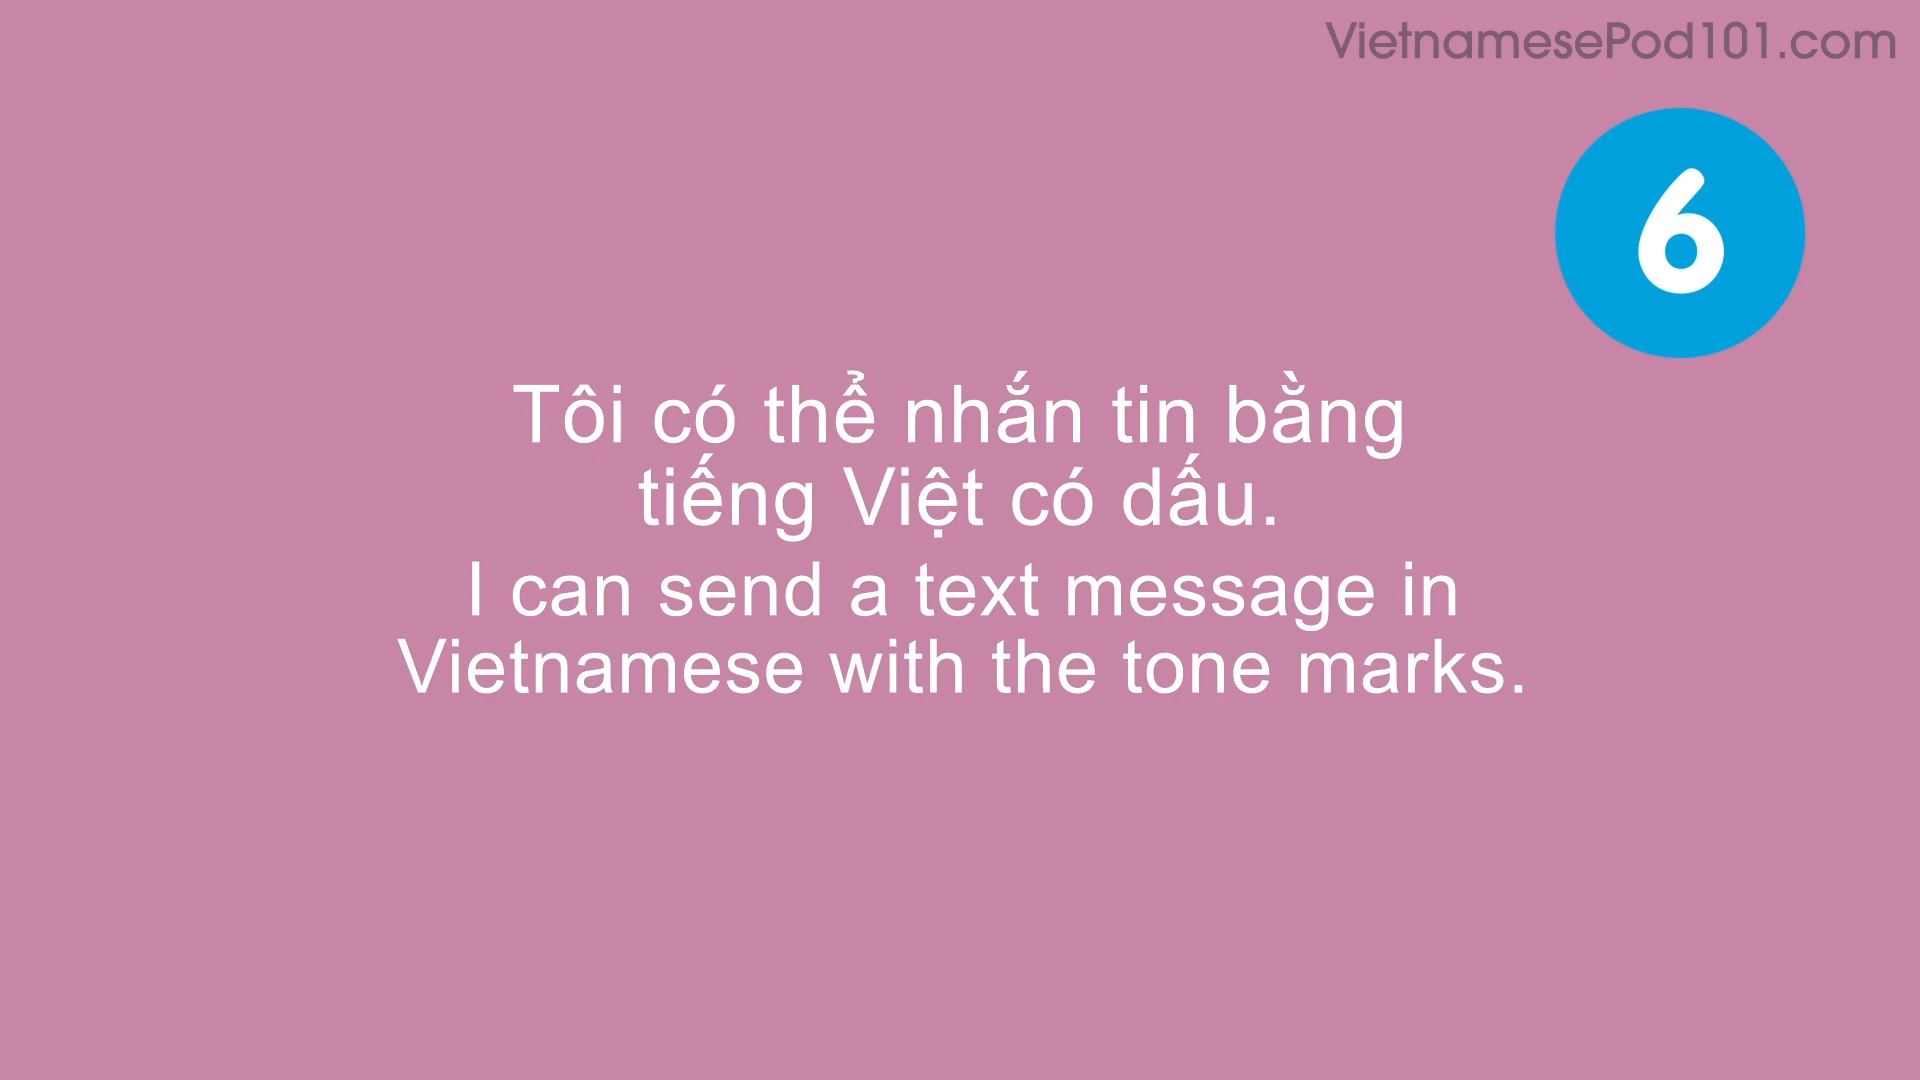 VietnamesePod101.com
6
Tôi có thể nhắn tin bằng
tiếng Việt có dấu.
I can send a text message in
Vietnamese with the tone marks.